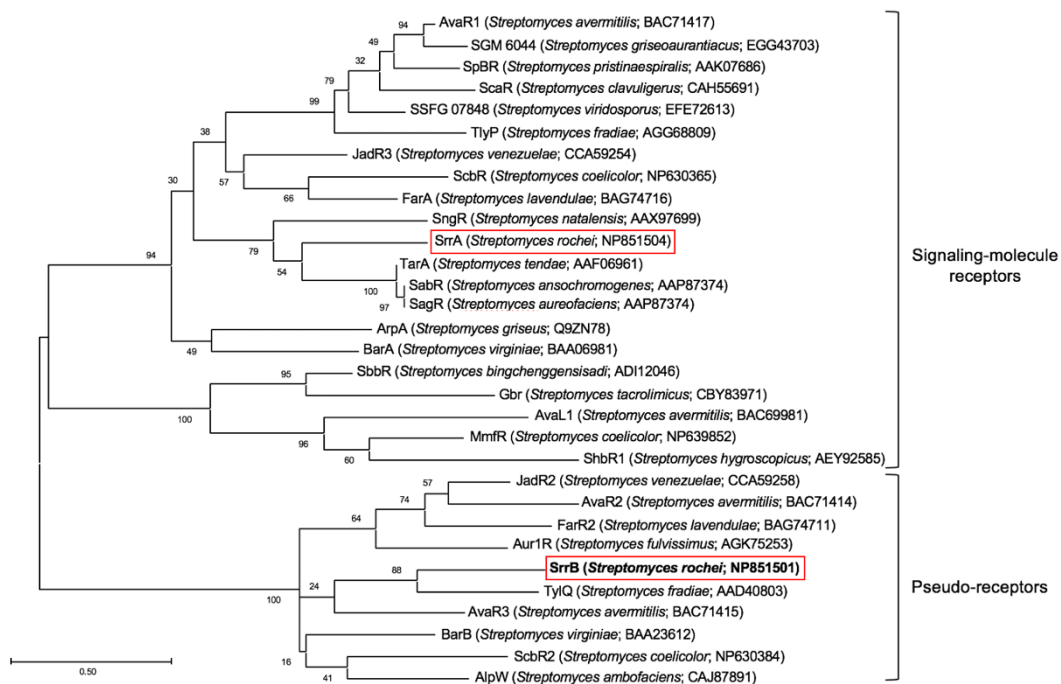 AvaR1 (Streptomyces avermitilis; BAC71417)
94
SGM 6044 (Streptomyces griseoaurantiacus; EGG43703)
49
SpBR (Streptomyces pristinaespiralis; AAK07686)
32
ScaR (Streptomyces clavuligerus; CAH55691)
79
SSFG 07848 (Streptomyces viridosporus; EFE72613)
99
TlyP (Streptomyces fradiae; AGG68809)
38
JadR3 (Streptomyces venezuelae; CCA59254)
57
ScbR (Streptomyces coelicolor; NP630365)
30
66
FarA (Streptomyces lavendulae; BAG74716)
SngR (Streptomyces natalensis; AAX97699)
79
SrrA (Streptomyces rochei; NP851504)
94
54
TarA (Streptomyces tendae; AAF06961)
100
SabR (Streptomyces ansochromogenes; AAP87374)
97
SagR (Streptomyces aureofaciens; AAP87374)
ArpA (Streptomyces griseus; Q9ZN78)
49
BarA (Streptomyces virginiae; BAA06981)
SbbR (Streptomyces bingchenggensisadi; ADI12046)
95
Gbr (Streptomyces tacrolimicus; CBY83971)
100
AvaL1 (Streptomyces avermitilis; BAC69981)
96
MmfR (Streptomyces coelicolor; NP639852)
60
ShbR1 (Streptomyces hygroscopicus; AEY92585)
Signaling-molecule
receptors
JadR2 (Streptomyces venezuelae; CCA59258)
57
AvaR2 (Streptomyces avermitilis; BAC71414)
74
FarR2 (Streptomyces lavendulae; BAG74711)
64
Aur1R (Streptomyces fulvissimus; AGK75253)
SrrB (Streptomyces rochei; NP851501)
88
TylQ (Streptomyces fradiae; AAD40803)
24
100
AvaR3 (Streptomyces avermitilis; BAC71415)
BarB (Streptomyces virginiae; BAA23612)
16
ScbR2 (Streptomyces coelicolor; NP630384)
41
AlpW (Streptomyces ambofaciens; CAJ87891)
Pseudo-receptors
0.50